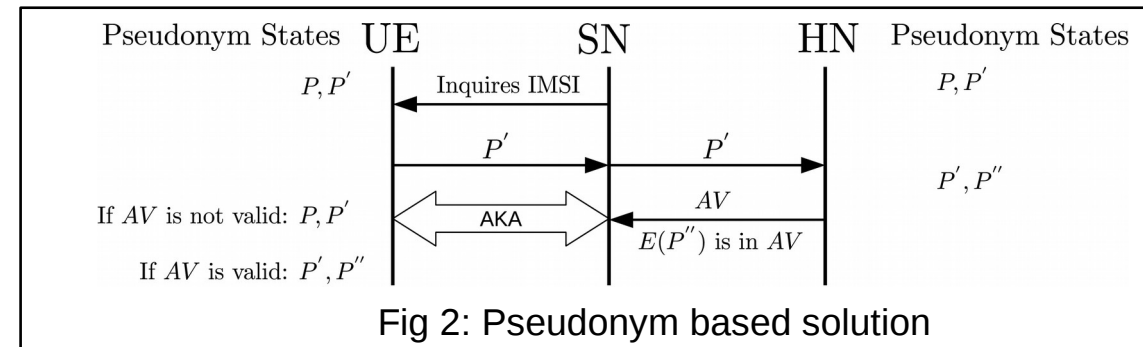 Pseudonym States UE SN HN Pseudonym States
P, P′ Inquires IMSI P, P′
P′ P′
P′, P′′
If AV is not valid: P, P′ AKA AV
E(P′′) is in AV
If AV is valid: P′, P′′
Fig 2: Pseudonym based solution